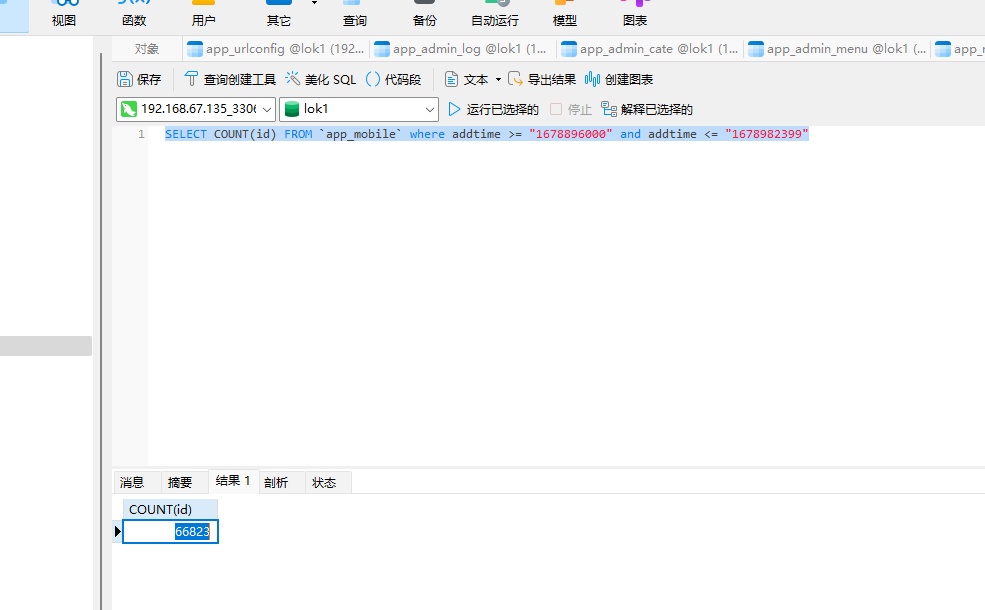 视图 函数 用户 其它 查询 备份 自动运行 模型 图表
对象 app_urlconfig @lok1 (192... app_admin_log @lok1 (1... app_admin_cate @lok1 (1... app_admin_menu @lok1 (...
保存 查询创建工具 美化 SQL () 代码段 文本 导出结果 创建图表
192.168.67.135_3306 lok1 运行已选择的 停止 解释已选择的
1 SELECT COUNT(id) FROM `app_mobile` where addtime >= "1678896000" and addtime <= "1678982399"
消息 摘要 结果 1 剖析 状态
COUNT(id)
66823